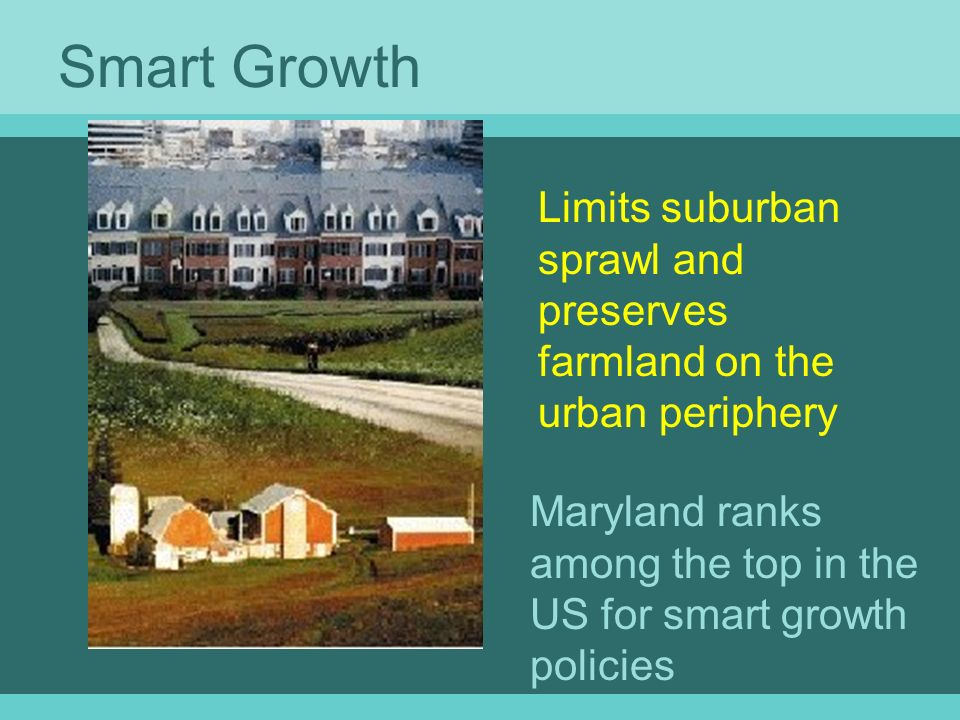 Smart Growth
Limits suburban
sprawl and
preserves
farmland on the
urban periphery
Maryland ranks
among the top in the
US for smart growth
policies